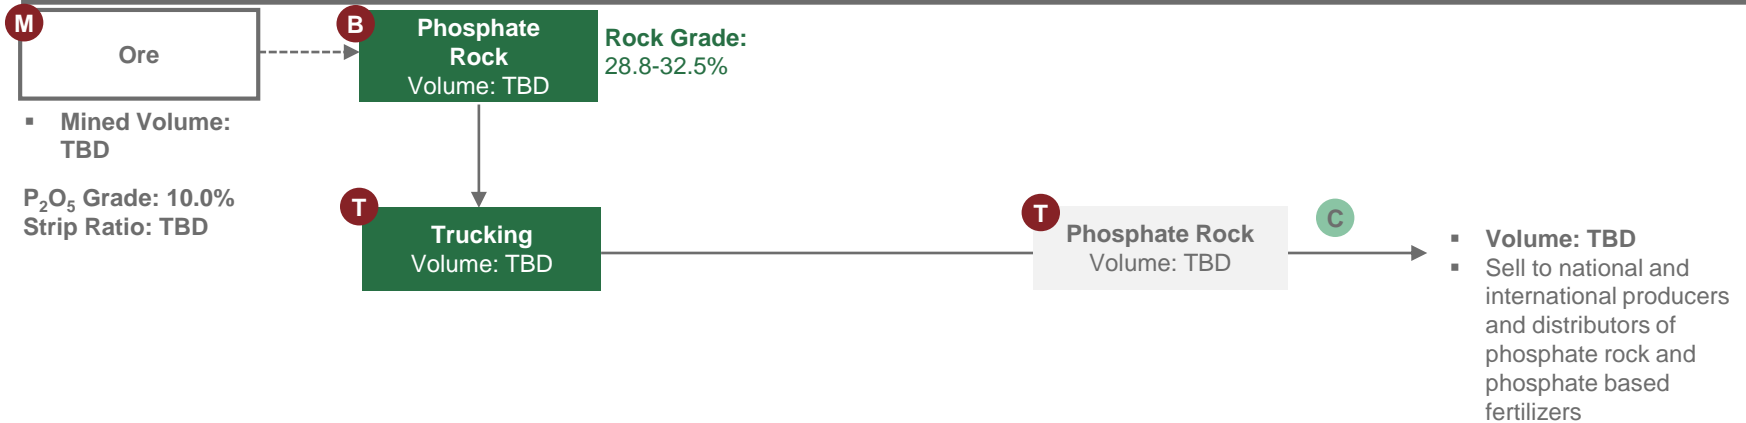 M
Ore
▪ Mined Volume:
TBD
P₂O₅ Grade: 10.0%
Strip Ratio: TBD
B
Phosphate
Rock
Volume: TBD
Rock Grade:
28.8-32.5%
T
Trucking
Volume: TBD
T
Phosphate Rock
Volume: TBD
C
▪ Volume: TBD
▪ Sell to national and
international producers
and distributors of
phosphate rock and
phosphate based
fertilizers